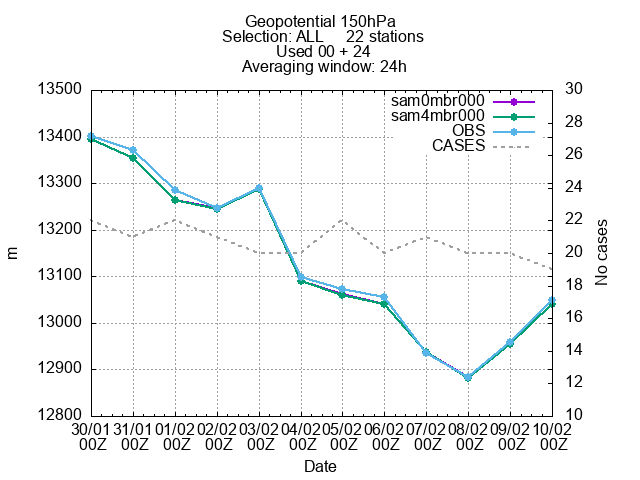 Geopotential 150hPa
Selection: ALL 22 stations
Used 00 + 24
Averaging window: 24h
13500
13400
13300
13200
13100
13000
12900
12800
m
30
28
26
24
22
20
18
16
14
12
10
No cases
sam0mbr000
sam4mbr000
OBS
CASES
30/01 31/01 01/02 02/02 03/02 04/02 05/02 06/02 07/02 08/02 09/02 10/02
00Z 00Z 00Z 00Z 00Z 00Z 00Z 00Z 00Z 00Z 00Z 00Z
Date